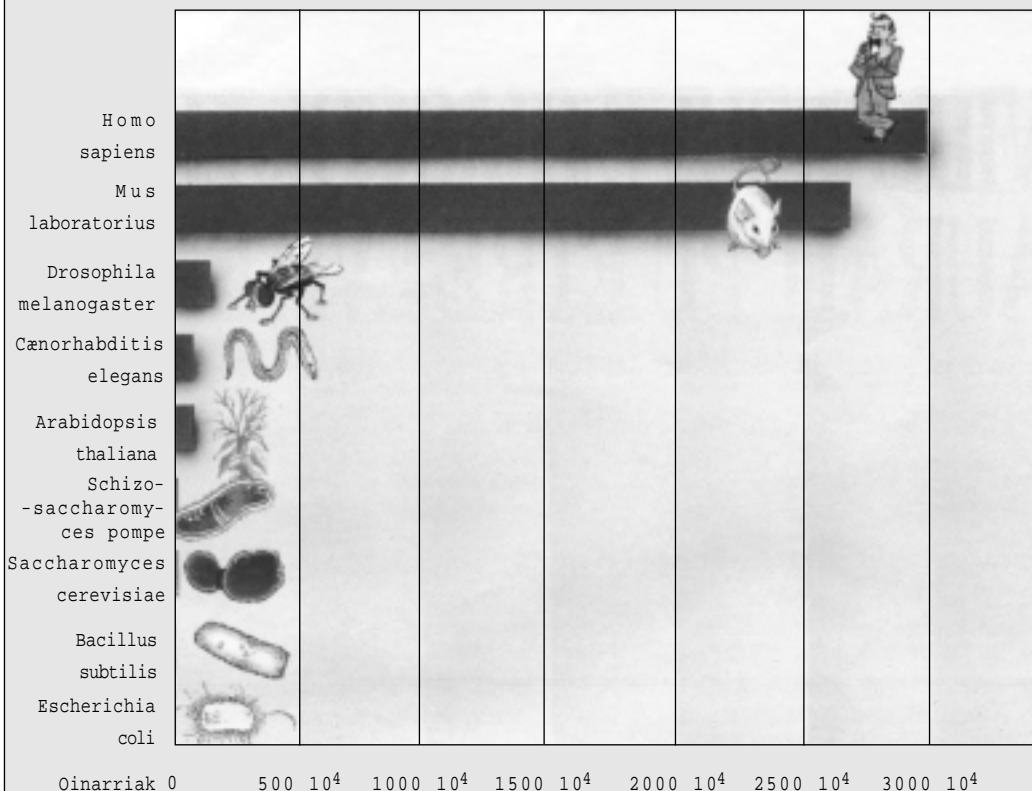 Homo
sapiens
Mus
laboratorius
Drosophila
melanogaster
Cænorhabditis
elegans
Arabidopsis
thaliana
Schizo-
-saccharomy-
ces pompe
Saccharomyces
cerevisiae
Bacillus
subtilis
Escherichia
coli
Oinarriak 0 500 10⁴ 1000 10⁴ 1500 10⁴ 2000 10⁴ 2500 10⁴ 3000 10⁴